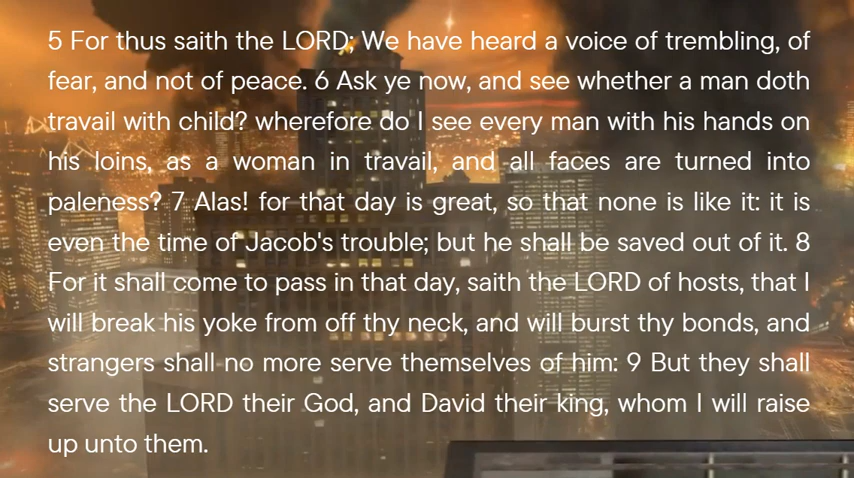 5 For thus saith the LORD; We have heard a voice of trembling, of
fear, and not of peace. 6 Ask ye now, and see whether a man doth
travail with child? wherefore do I see every man with his hands on
his loins, as a woman in travail, and all faces are turned into
paleness? 7 Alas! for that day is great, so that none is like it: it is
even the time of Jacob's trouble; but he shall be saved out of it. 8
For it shall come to pass in that day, saith the LORD of hosts, that I
will break his yoke from off thy neck, and will burst thy bonds, and
strangers shall no more serve themselves of him: 9 But they shall
serve the LORD their God, and David their king, whom I will raise
up unto them.